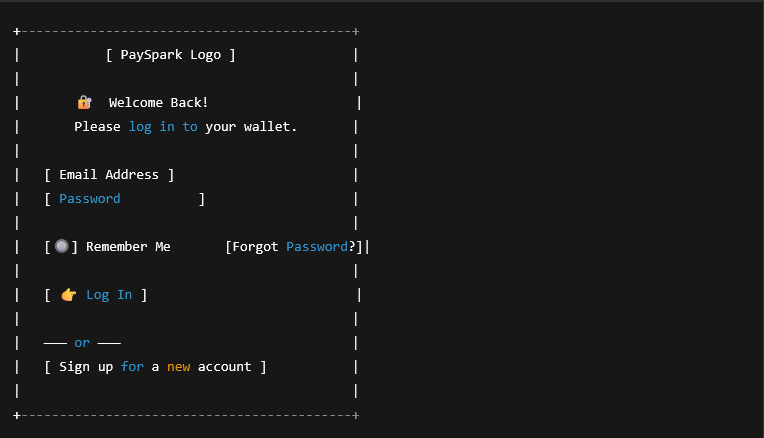 +-------------------------------------------+
|           [ PaySpark Logo ]               |
|                                           |
|       🔐  Welcome Back!                   |
|       Please log in to your wallet.       |
|                                           |
|   [ Email Address ]                       |
|   [ Password          ]                   |
|                                           |
|   [🔘] Remember Me       [Forgot Password?]|
|                                           |
|   [ 👉 Log In ]                           |
|                                           |
|   ─── or ───                              |
|   [ Sign up for a new account ]           |
|                                           |
+-------------------------------------------+